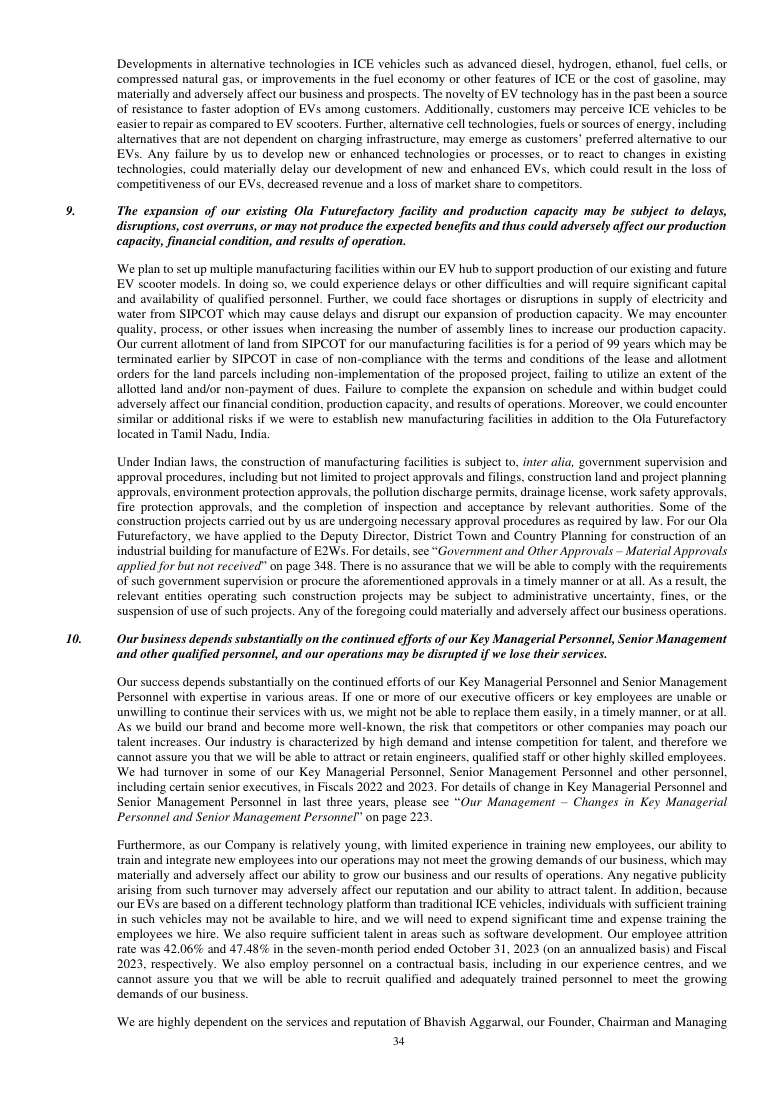 Developments in alternative technologies in ICE vehicles such as advanced diesel, hydrogen, ethanol, fuel cells, or
compressed natural gas, or improvements in the fuel economy or other features of ICE or the cost of gasoline, may
materially and adversely affect our business and prospects. The novelty of EV technology has in the past been a source
of resistance to faster adoption of EVs among customers. Additionally, customers may perceive ICE vehicles to be
easier to repair as compared to EV scooters. Further, alternative cell technologies, fuels or sources of energy, including
alternatives that are not dependent on charging infrastructure, may emerge as customers’ preferred alternative to our
EVs. Any failure by us to develop new or enhanced technologies or processes, or to react to changes in existing
technologies, could materially delay our development of new and enhanced EVs, which could result in the loss of
competitiveness of our EVs, decreased revenue and a loss of market share to competitors.
9. The expansion of our existing Ola Futurefactory facility and production capacity may be subject to delays,
disruptions, cost overruns, or may not produce the expected benefits and thus could adversely affect our production
capacity, financial condition, and results of operation.
We plan to set up multiple manufacturing facilities within our EV hub to support production of our existing and future
EV scooter models. In doing so, we could experience delays or other difficulties and will require significant capital
and availability of qualified personnel. Further, we could face shortages or disruptions in supply of electricity and
water from SIPCOT which may cause delays and disrupt our expansion of production capacity. We may encounter
quality, process, or other issues when increasing the number of assembly lines to increase our production capacity.
Our current allotment of land from SIPCOT for our manufacturing facilities is for a period of 99 years which may be
terminated earlier by SIPCOT in case of non-compliance with the terms and conditions of the lease and allotment
orders for the land parcels including non-implementation of the proposed project, failing to utilize an extent of the
allotted land and/or non-payment of dues. Failure to complete the expansion on schedule and within budget could
adversely affect our financial condition, production capacity, and results of operations. Moreover, we could encounter
similar or additional risks if we were to establish new manufacturing facilities in addition to the Ola Futurefactory
located in Tamil Nadu, India.
Under Indian laws, the construction of manufacturing facilities is subject to, inter alia, government supervision and
approval procedures, including but not limited to project approvals and filings, construction land and project planning
approvals, environment protection approvals, the pollution discharge permits, drainage license, work safety approvals,
fire protection approvals, and the completion of inspection and acceptance by relevant authorities. Some of the
construction projects carried out by us are undergoing necessary approval procedures as required by law. For our Ola
Futurefactory, we have applied to the Deputy Director, District Town and Country Planning for construction of an
industrial building for manufacture of E2Ws. For details, see “Government and Other Approvals – Material Approvals
applied for but not received” on page 348. There is no assurance that we will be able to comply with the requirements
of such government supervision or procure the aforementioned approvals in a timely manner or at all. As a result, the
relevant entities operating such construction projects may be subject to administrative uncertainty, fines, or the
suspension of use of such projects. Any of the foregoing could materially and adversely affect our business operations.
10. Our business depends substantially on the continued efforts of our Key Managerial Personnel, Senior Management
and other qualified personnel, and our operations may be disrupted if we lose their services.
Our success depends substantially on the continued efforts of our Key Managerial Personnel and Senior Management
Personnel with expertise in various areas. If one or more of our executive officers or key employees are unable or
unwilling to continue their services with us, we might not be able to replace them easily, in a timely manner, or at all.
As we build our brand and become more well-known, the risk that competitors or other companies may poach our
talent increases. Our industry is characterized by high demand and intense competition for talent, and therefore we
cannot assure you that we will be able to attract or retain engineers, qualified staff or other highly skilled employees.
We had turnover in some of our Key Managerial Personnel, Senior Management Personnel and other personnel,
including certain senior executives, in Fiscals 2022 and 2023. For details of change in Key Managerial Personnel and
Senior Management Personnel in last three years, please see “Our Management – Changes in Key Managerial
Personnel and Senior Management Personnel” on page 223.
Furthermore, as our Company is relatively young, with limited experience in training new employees, our ability to
train and integrate new employees into our operations may not meet the growing demands of our business, which may
materially and adversely affect our ability to grow our business and our results of operations. Any negative publicity
arising from such turnover may adversely affect our reputation and our ability to attract talent. In addition, because
our EVs are based on a different technology platform than traditional ICE vehicles, individuals with sufficient training
in such vehicles may not be available to hire, and we will need to expend significant time and expense training the
employees we hire. We also require sufficient talent in areas such as software development. Our employee attrition
rate was 42.06% and 47.48% in the seven-month period ended October 31, 2023 (on an annualized basis) and Fiscal
2023, respectively. We also employ personnel on a contractual basis, including in our experience centres, and we
cannot assure you that we will be able to recruit qualified and adequately trained personnel to meet the growing
demands of our business.
We are highly dependent on the services and reputation of Bhavish Aggarwal, our Founder, Chairman and Managing
34